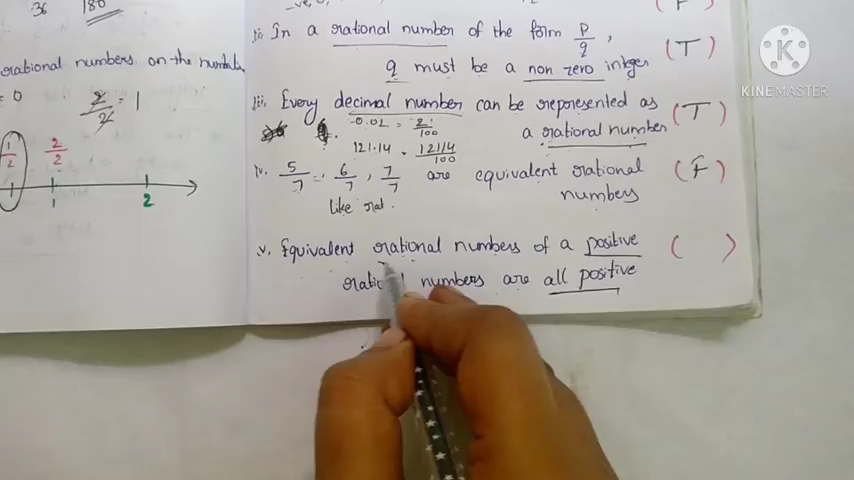 36 180
rational numbers on the number
= 0 2/2 = 1
1/2 2/2
1 2
ii. In a rational number of the form p/q, (T)
q must be a non zero integer
iii. Every decimal number can be represented as
a rational number (T)
-0.02 = 2/100
121.14 = 12114/100
iv. 5/7, 6/7, 7/7 are equivalent rational (F)
numbers
like rat.
v. Equivalent rational numbers of a positive ( )
numbers are all positive
K
KINEMASTER